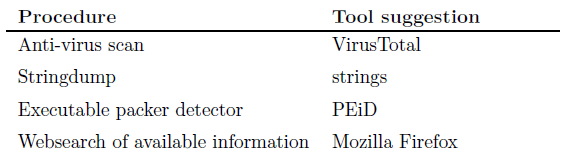 Procedure Tool suggestion
Anti-virus scan VirusTotal
Stringdump strings
Executable packer detector PEiD
Websearch of available information Mozilla Firefox